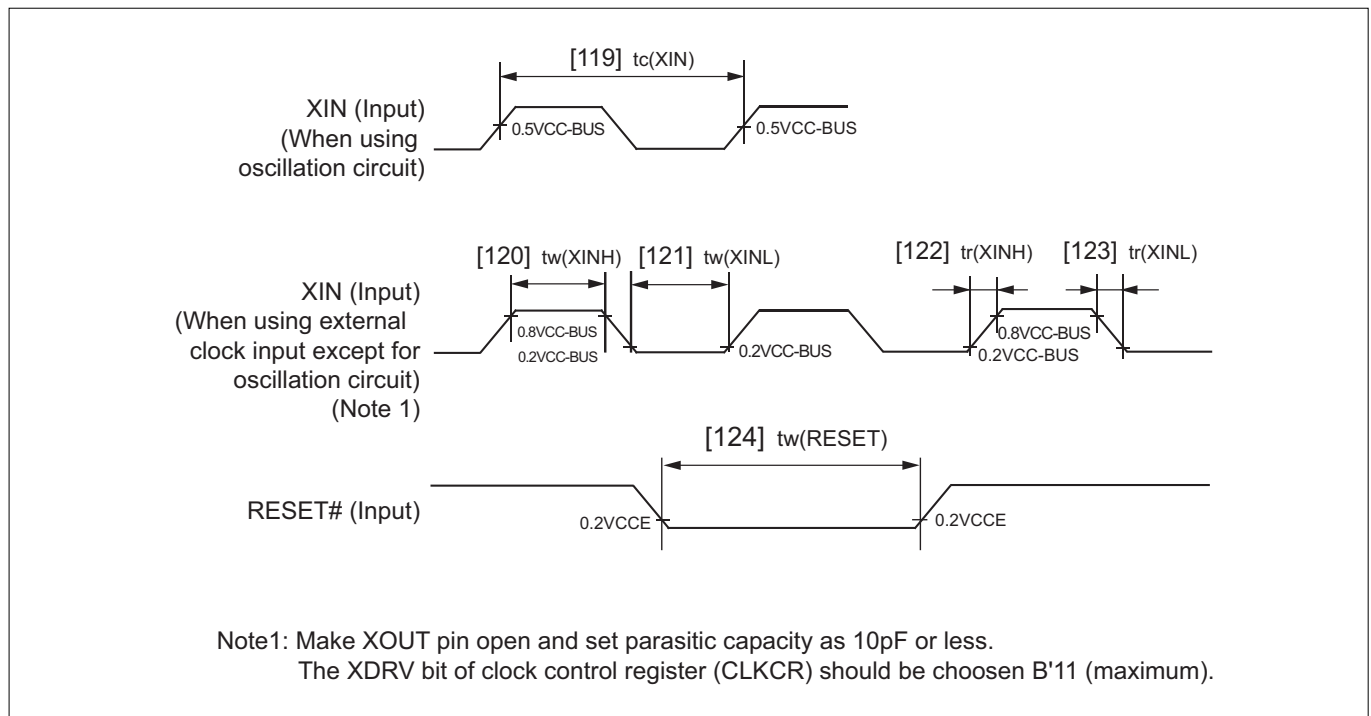 [119] tc(XIN)
XIN (Input)
(When using
oscillation circuit)
0.5VCC-BUS
0.5VCC-BUS
[120] tw(XINH)
[121] tw(XINL)
[122] tr(XINH)
[123] tr(XINL)
XIN (Input)
(When using external
clock input except for
oscillation circuit)
(Note 1)
0.8VCC-BUS
0.2VCC-BUS
0.2VCC-BUS
0.8VCC-BUS
0.2VCC-BUS
[124] tw(RESET)
RESET# (Input)
0.2VCCE
0.2VCCE
Note1: Make XOUT pin open and set parasitic capacity as 10pF or less.
The XDRV bit of clock control register (CLKCR) should be choosen B'11 (maximum).